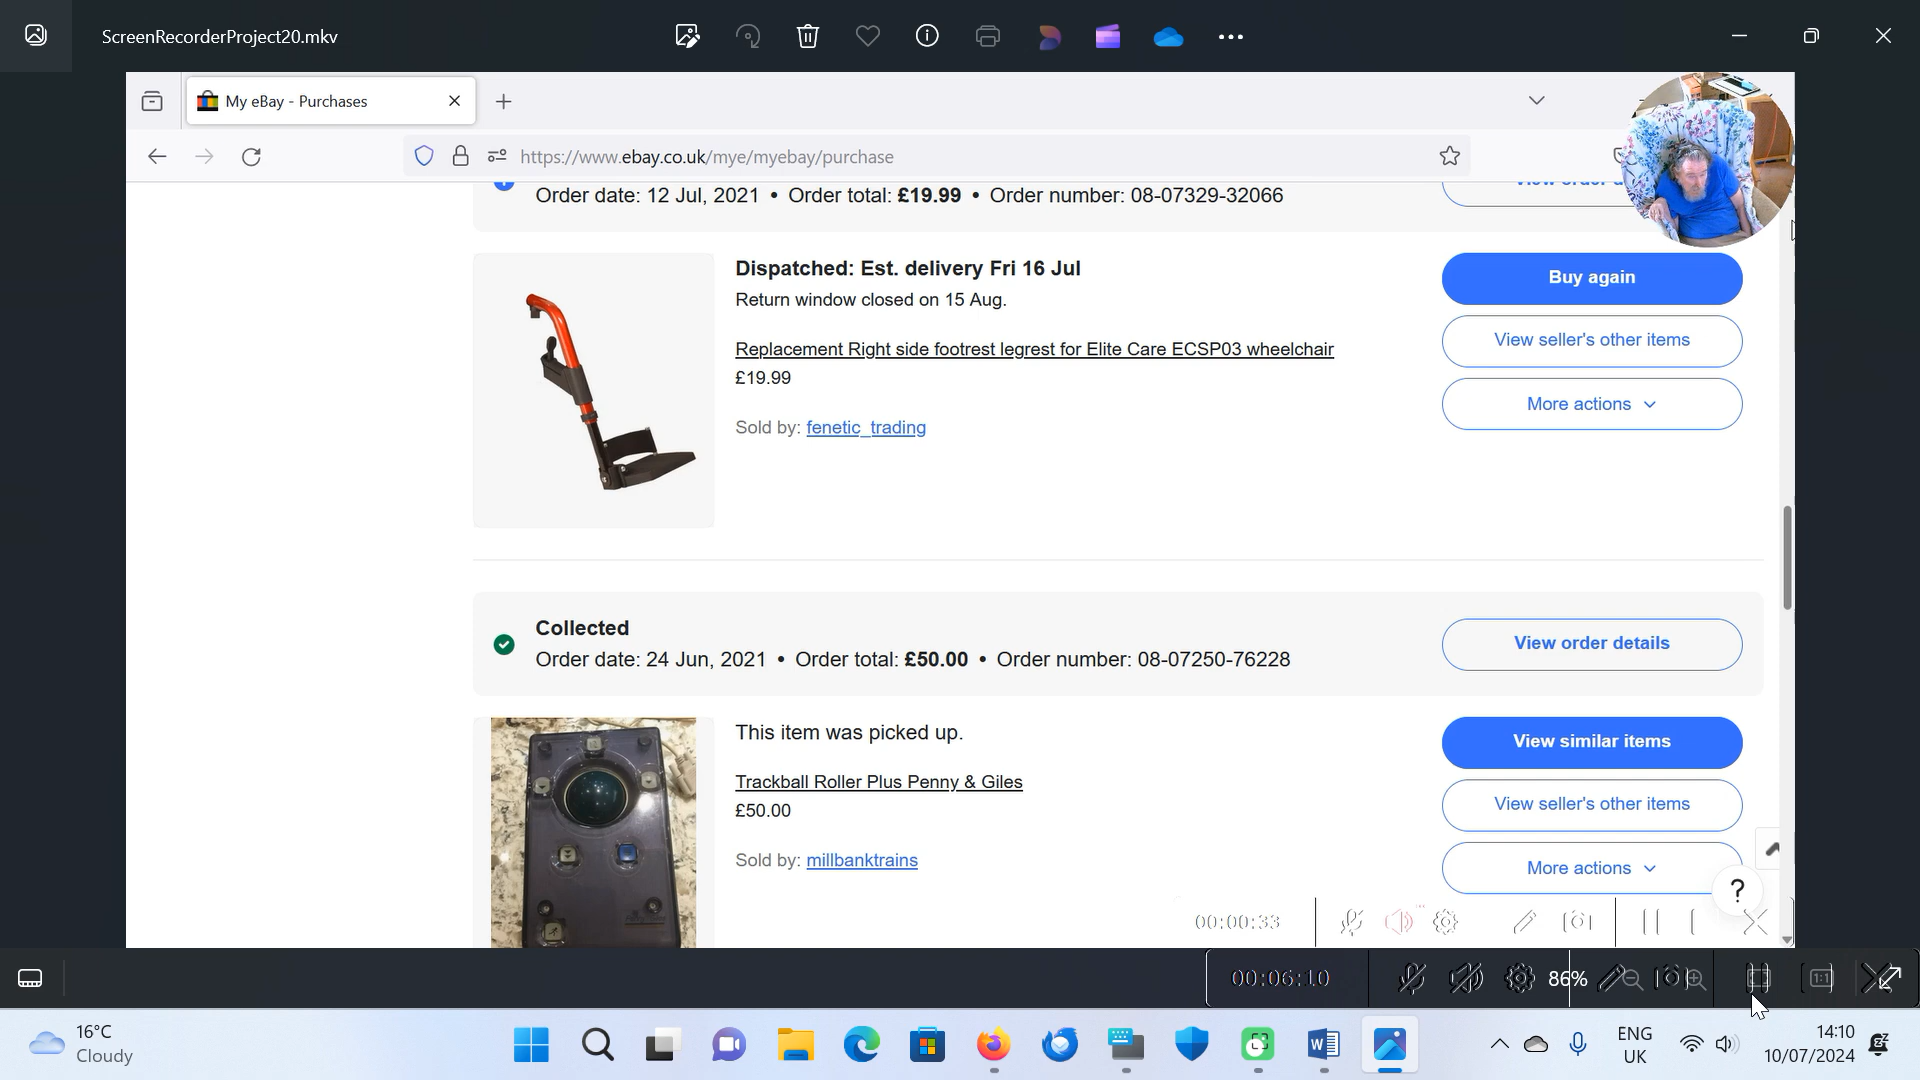 ScreenRecorderProject20.mkv
My eBay - Purchases
https://www.ebay.co.uk/mye/myebay/purchase
Order date: 12 Jul, 2021 • Order total: £19.99 • Order number: 08-07329-32066
Dispatched: Est. delivery Fri 16 Jul
Return window closed on 15 Aug.
Replacement Right side footrest legrest for Elite Care ECSP03 wheelchair
£19.99
Sold by: fenetic_trading
Buy again
View seller's other items
More actions
Collected
Order date: 24 Jun, 2021 • Order total: £50.00 • Order number: 08-07250-76228
View order details
This item was picked up.
Trackball Roller Plus Penny & Giles
£50.00
Sold by: millbanktrains
View similar items
View seller's other items
More actions
?
00:00:33
00:06:10
86%
1:1
16°C
Cloudy
ENG
UK
14:10
10/07/2024